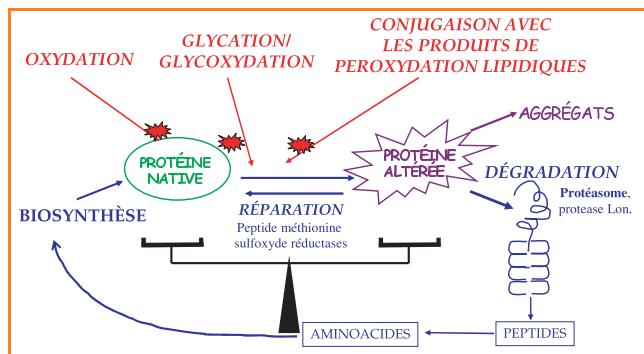 OXYDATION
GLYCATION/
GLYCOXYDATION
CONJUGAISON AVEC
LES PRODUITS DE
PEROXYDATION LIPIDIQUES
PROTÉINE
NATIVE
PROTÉINE
ALTÉRÉE
AGGRÉGATS
DÉGRADATION
Protéasome,
protease Lon.
BIOSYNTHÈSE
RÉPARATION
Peptide méthionine
sulfoxyde réductases
AMINOACIDES
PEPTIDES